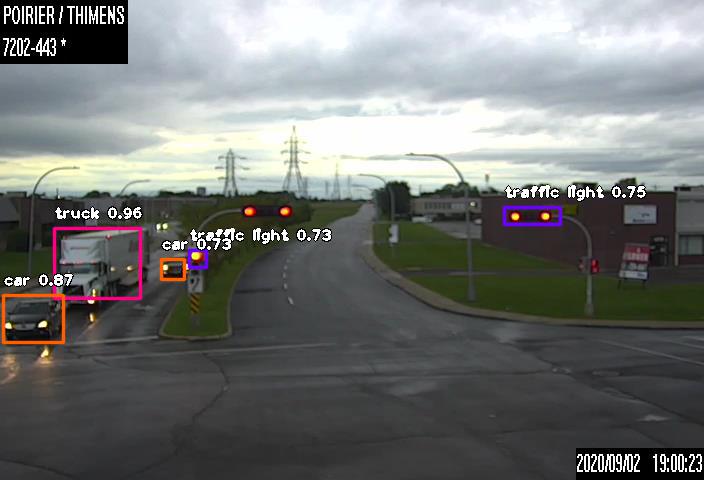 POIRIER / THIMENS
7202-443 *
traffic light 0.75
truck 0.96
traffic light 0.73
car 0.73
car 0.87
2020/09/02 19:00:23